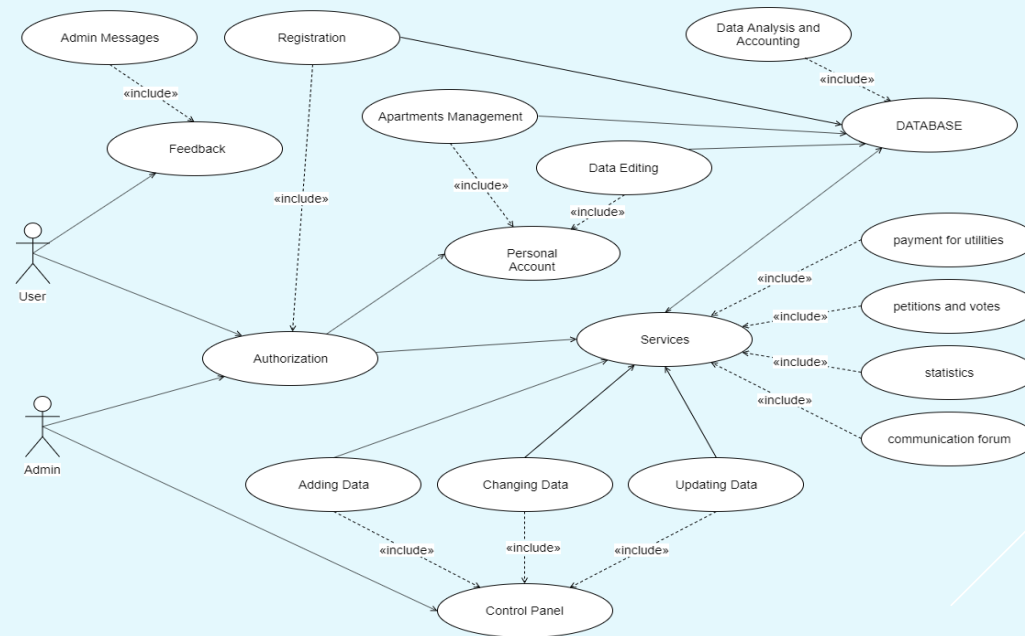 Admin Messages
Registration
Data Analysis and
Accounting
«include»
«include»
Apartments Management
DATABASE
Feedback
Data Editing
«include»
«include»
«include»
Personal
Account
User
payment for utilities
«include»
petitions and votes
«include»
Services
Authorization
«include»
statistics
«include»
communication forum
Admin
Adding Data
Changing Data
Updating Data
«include»
«include»
«include»
Control Panel